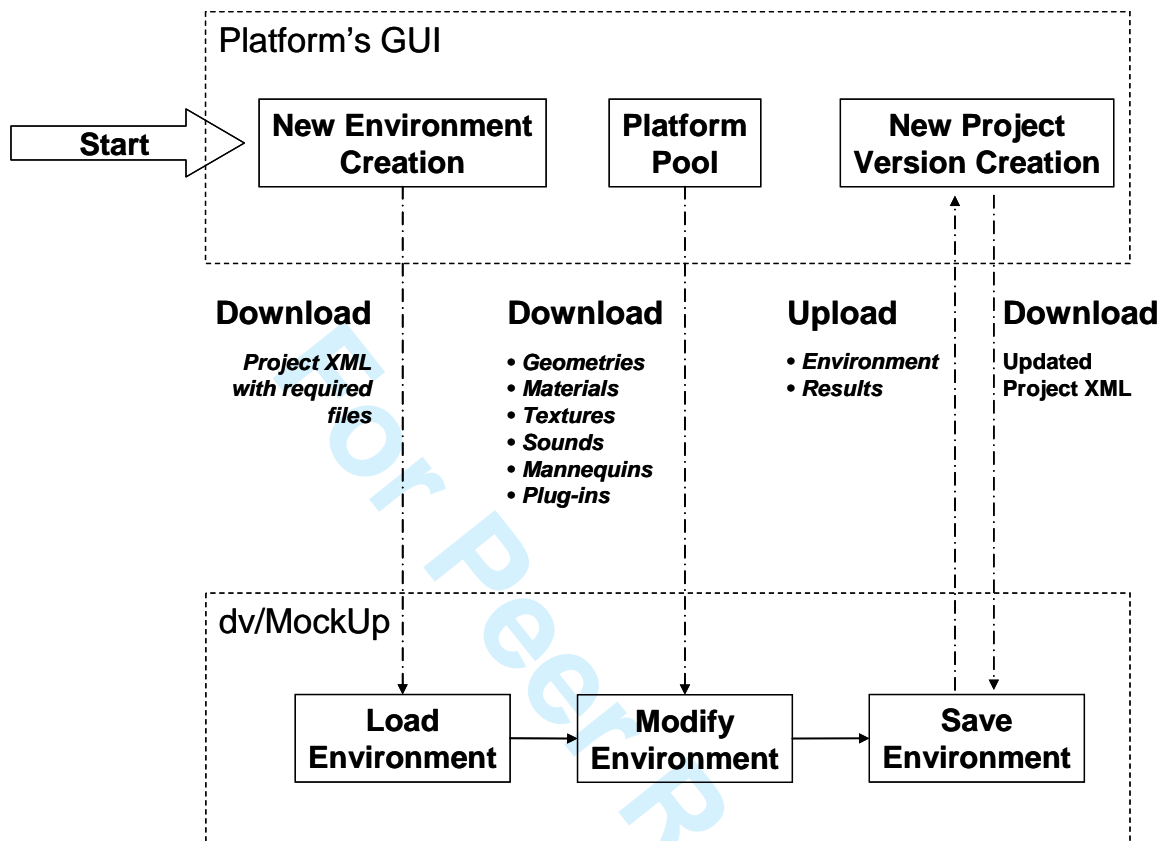 Platform's GUI
Start
New Environment
Creation
Platform
Pool
New Project
Version Creation
Download
Project XML
with required
files
Download
• Geometries
• Materials
• Textures
• Sounds
• Mannequins
• Plug-ins
Upload
• Environment
• Results
Download
Updated
Project XML
For Peer R
dv/MockUp
Load
Environment
Modify
Environment
Save
Environment